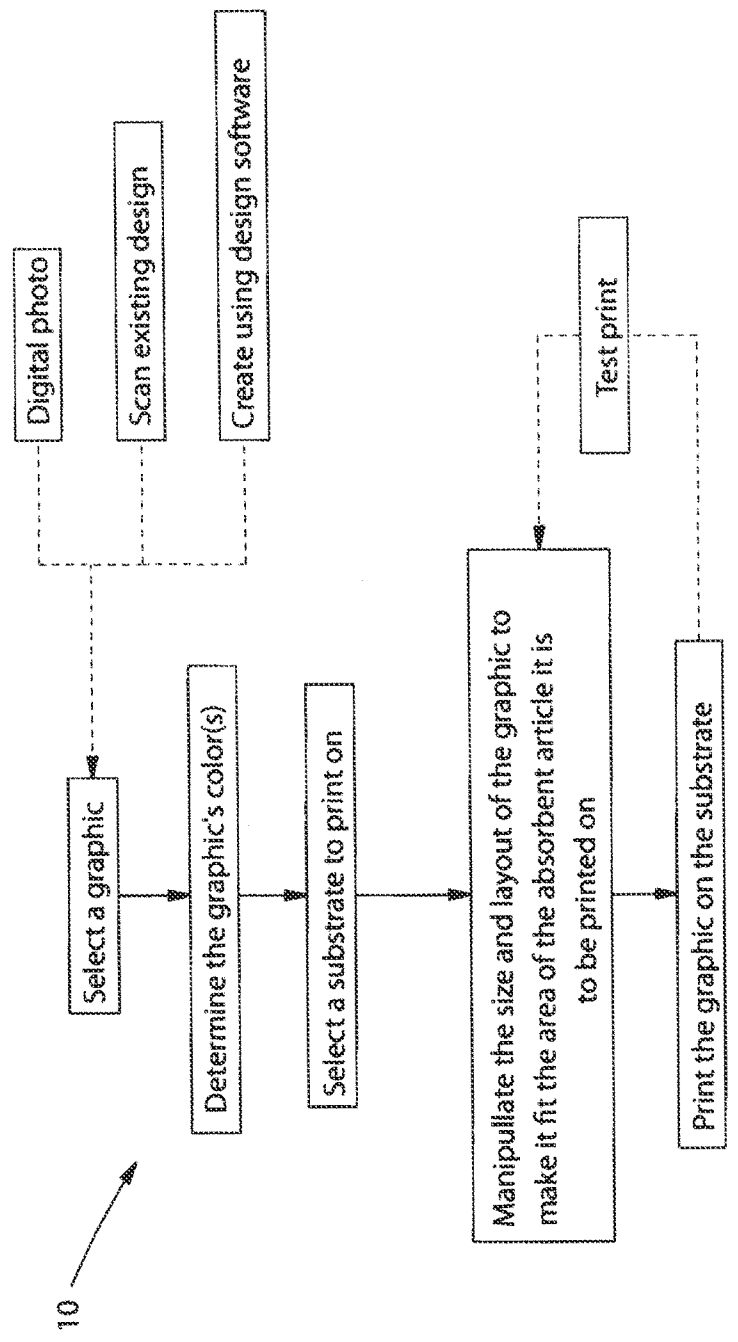 10
Select a graphic
Digital photo
Scan existing design
Create using design software
Determine the graphic's color(s)
Select a substrate to print on
Manipullate the size and layout of the graphic to
make it fit the area of the absorbent article it is
to be printed on
Test print
Print the graphic on the substrate